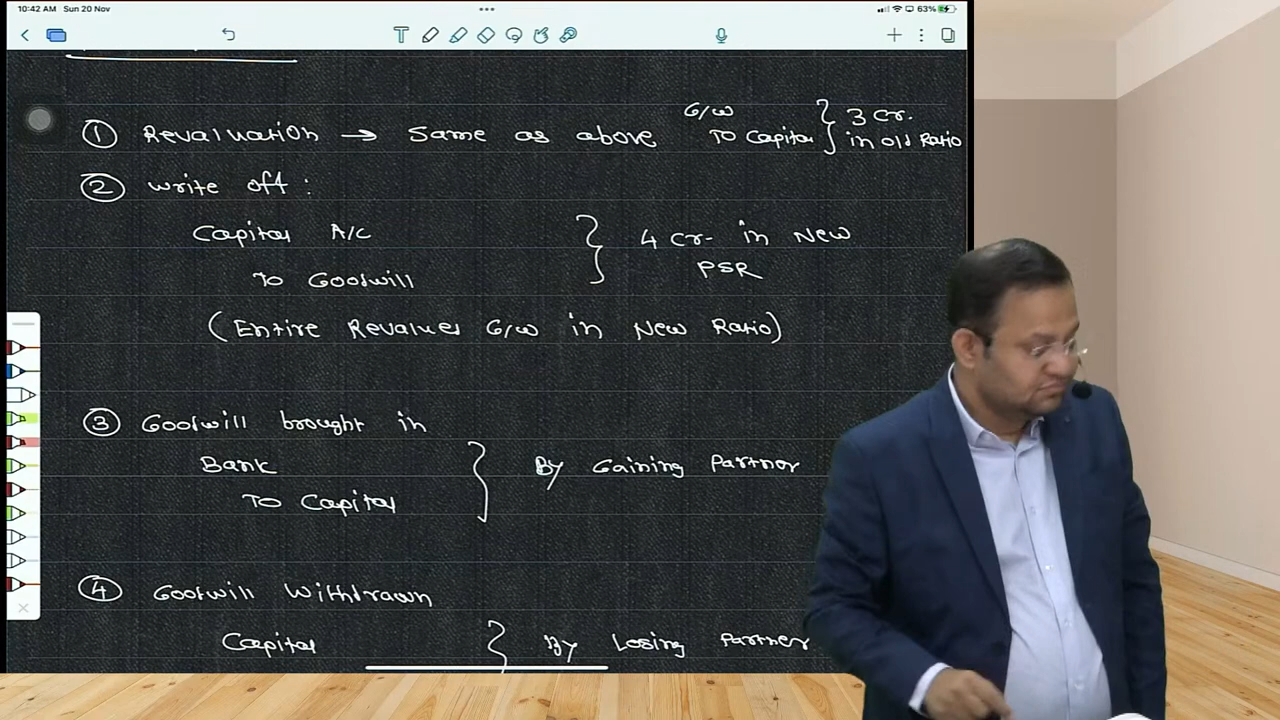 10:42 AM Sun 20 Nov
63%
① Revaluation → Same as above G/w To Capital } 3 Cr. in old Ratio
② Write off :
Capital A/C
To Goodwill
} 4 Cr. in New PSR
(Entire Revalues G/w in New Ratio)
③ Goodwill brought in
Bank
To Capital
} By Gaining Partner
④ Goodwill Withdrawn
Capital } By Losing Partner